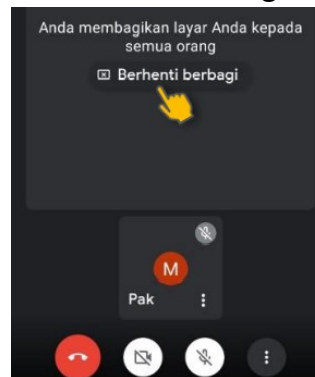 Anda membagikan layar Anda kepada
semua orang
Berhenti berbagi
M
Pak